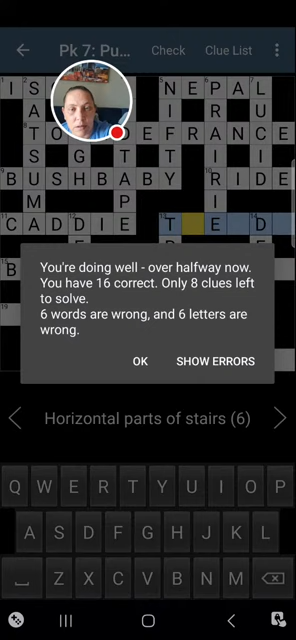 Pk 7: Pu... Check Clue List
I S N E P A L
A I R U
T O D E F R A N C E
S G T T I I
B U S H B A B Y R I D E
M P I
C A D D I E T E D
B
You're doing well - over halfway now.
You have 16 correct. Only 8 clues left
to solve.
6 words are wrong, and 6 letters are
wrong.
OK SHOW ERRORS
Horizontal parts of stairs (6)
Q W E R T Y U I O P
A S D F G H J K L
Z X C V B N M